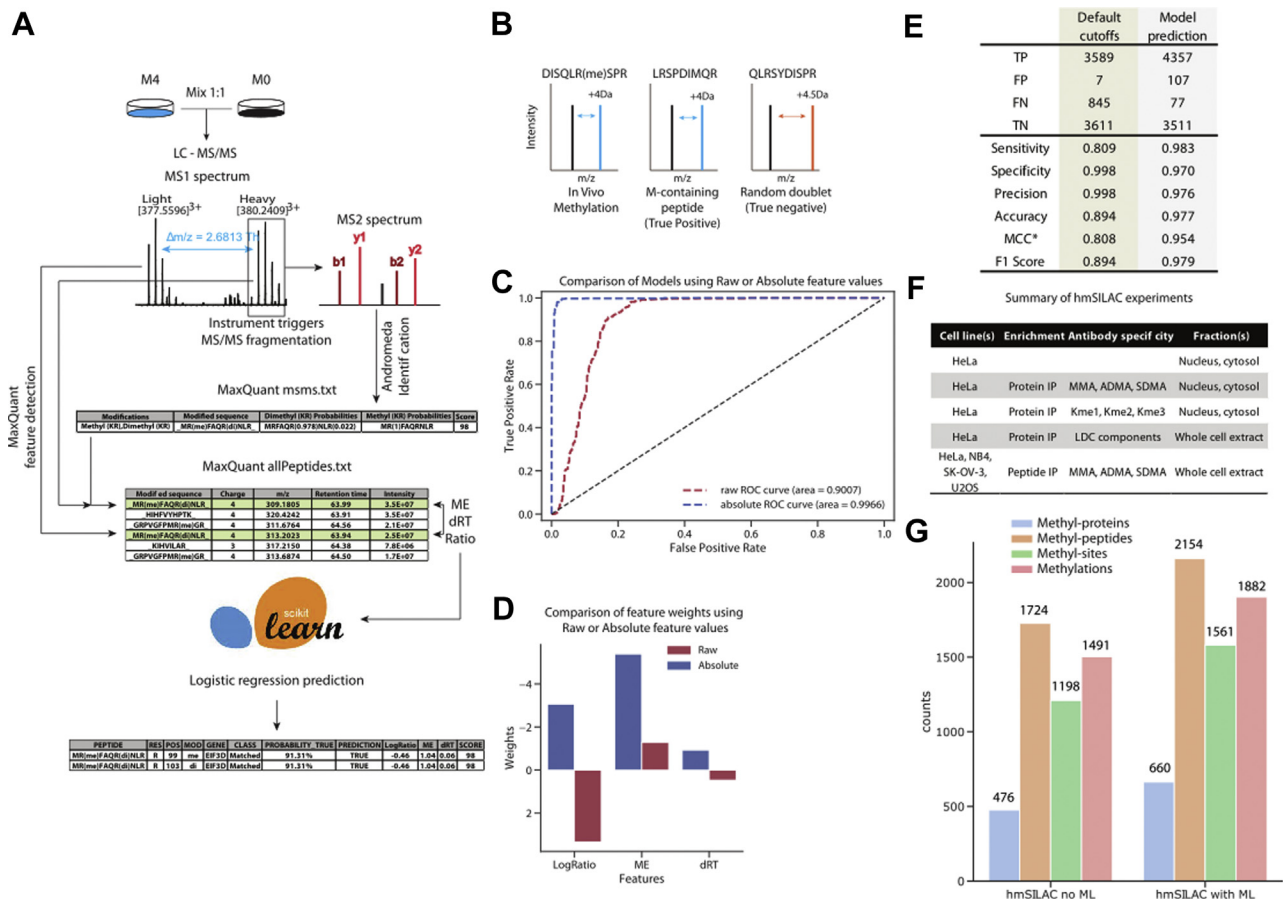 A
M4
M0
Mix 1:1
LC - MS/MS
MS1 spectrum
Light
[377.5596]3+
Heavy
[380.2409]3+
Δm/z = 2.6813 Th
MS2 spectrum
b1
y1
b2
y2
Instrument triggers
MS/MS fragmentation
Andromeda
Identif cation
MaxQuant
feature detection
MaxQuant msms.txt
Modifications Modified sequence Dimethyl (KR) Probabilities Methyl (KR) Probabilities Score
Methyl (KR),Dimethyl (KR) _MR(me)FAQR(di)NLR_ MRFAQR(0.978)NLR(0.022) MR(1)FAQRNLR 98
MaxQuant allPeptides.txt
Modif ed sequence Charge m/z Retention time Intensity
_MR(me)FAQR(di)NLR_ 4 309.1805 63.99 3.5E+07
_HIHFVYHPTK_ 4 320.4242 63.91 3.5E+07
_GRPVGFPMR(me)GR_ 4 311.6764 64.56 2.1E+07
_MR(me)FAQR(di)NLR_ 4 313.2023 63.94 2.5E+07
_KIHVILAR_ 3 317.2150 64.38 7.8E+06
_GRPVGFPMR(me)GR_ 4 313.6874 64.50 1.7E+07
ME
dRT
Ratio
scikit
learn
Logistic regression prediction
PEPTIDE RES POS MOD GENE CLASS PROBABILITY_TRUE PREDICTION LogRatio ME dRT SCORE
MR(me)FAQR(di)NLR R 99 me EIF3D Matched 91.31% TRUE -0.46 1.04 0.06 98
MR(me)FAQR(di)NLR R 103 di EIF3D Matched 91.31% TRUE -0.46 1.04 0.06 98
B
DISQLR(me)SPR
LRSPDIMQR
QLRSYDISPR
+4Da
+4Da
+4.5Da
Intensity
m/z
m/z
m/z
In Vivo
Methylation
M-containing
peptide
(True Positive)
Random doublet
(True negative)
C
Comparison of Models using Raw or Absolute feature values
True Positive Rate
1.0
0.8
0.6
0.4
0.2
0.0
raw ROC curve (area = 0.9007)
absolute ROC curve (area = 0.9966)
0.0 0.2 0.4 0.6 0.8 1.0
False Positive Rate
D
Comparison of feature weights using
Raw or Absolute feature values
Raw
Absolute
Weights
−4
−2
0
2
LogRatio ME dRT
Features
E
Default cutoffs
Model prediction
TP 3589 4357
FP 7 107
FN 845 77
TN 3611 3511
Sensitivity 0.809 0.983
Specificity 0.998 0.970
Precision 0.998 0.976
Accuracy 0.894 0.977
MCC* 0.808 0.954
F1 Score 0.894 0.979
F
Summary of hmSILAC experiments
Cell line(s) Enrichment Antibody specif city Fraction(s)
HeLa Nucleus, cytosol
HeLa Protein IP MMA, ADMA, SDMA Nucleus, cytosol
HeLa Protein IP Kme1, Kme2, Kme3 Nucleus, cytosol
HeLa Protein IP LDC components Whole cell extract
HeLa, NB4,
SK-OV-3,
U2OS
Peptide IP MMA, ADMA, SDMA Whole cell extract
G
Methyl-proteins
Methyl-peptides
Methyl-sites
Methylations
counts
2000
1500
1000
500
0
476
1724
1198
1491
660
2154
1561
1882
hmSILAC no ML
hmSILAC with ML